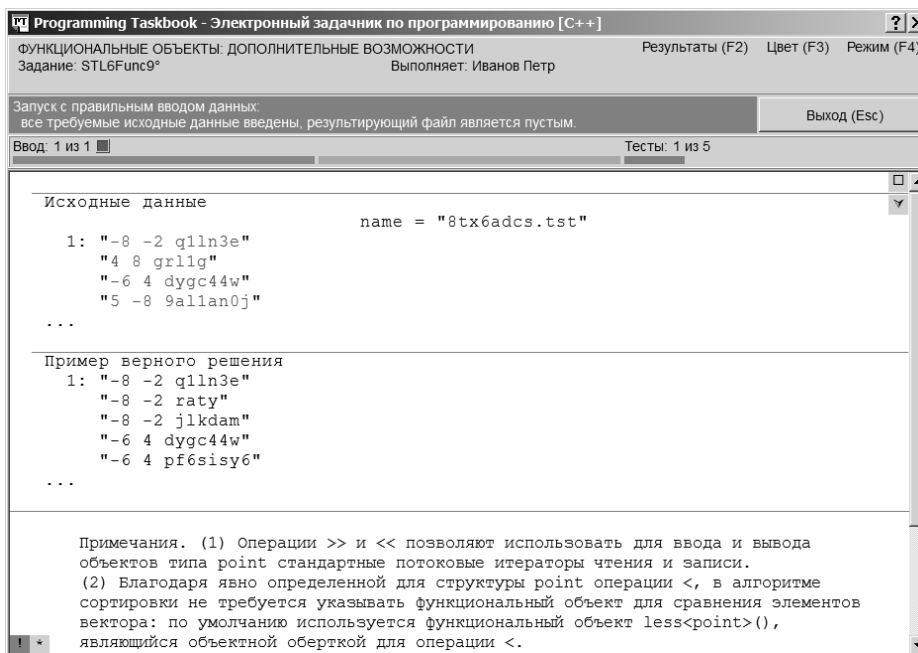 Programming Taskbook - Электронный задачник по программированию [C++]
ФУНКЦИОНАЛЬНЫЕ ОБЪЕКТЫ: ДОПОЛНИТЕЛЬНЫЕ ВОЗМОЖНОСТИ Результаты (F2) Цвет (F3) Режим (F4)
Задание: STL6Func9° Выполняет: Иванов Петр
Запуск с правильным вводом данных:
все требуемые исходные данные введены, результирующий файл является пустым.
Выход (Esc)
Ввод: 1 из 1 Тесты: 1 из 5
Исходные данные
name = "8tx6adcs.tst"
1: "-8 -2 q1ln3e"
"4 8 grl1g"
"-6 4 dygc44w"
"5 -8 9al1an0j"
...
Пример верного решения
1: "-8 -2 q1ln3e"
"-8 -2 raty"
"-8 -2 jlkdam"
"-6 4 dygc44w"
"-6 4 pf6sisy6"
...
Примечания. (1) Операции >> и << позволяют использовать для ввода и вывода
объектов типа point стандартные потоковые итераторы чтения и записи.
(2) Благодаря явно определенной для структуры point операции <, в алгоритме
сортировки не требуется указывать функциональный объект для сравнения элементов
вектора: по умолчанию используется функциональный объект less<point>(),
! * являющийся объектной оберткой для операции <.